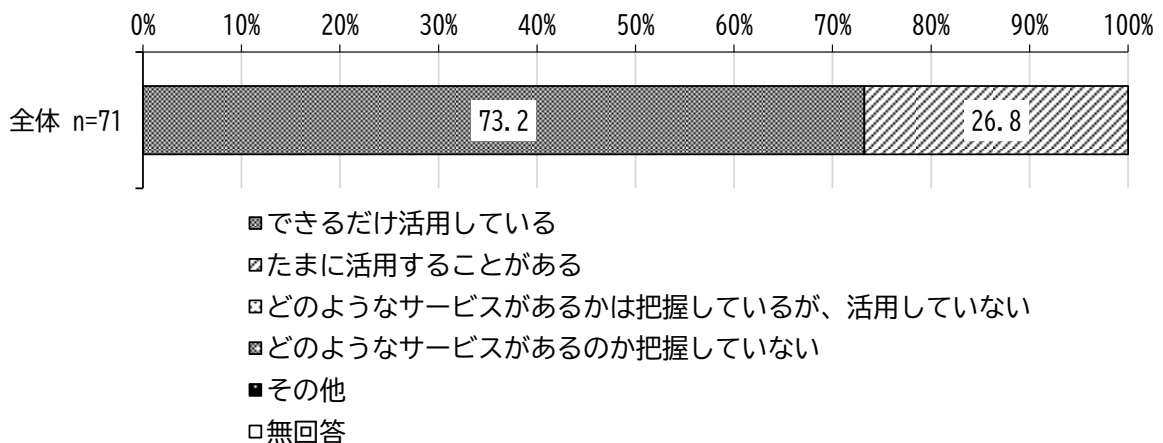 0% 10% 20% 30% 40% 50% 60% 70% 80% 90% 100%
全体 n=71 73.2 26.8
できるだけ活用している
たまに活用することがある
どのようなサービスがあるかは把握しているが、活用していない
どのようなサービスがあるのか把握していない
その他
無回答